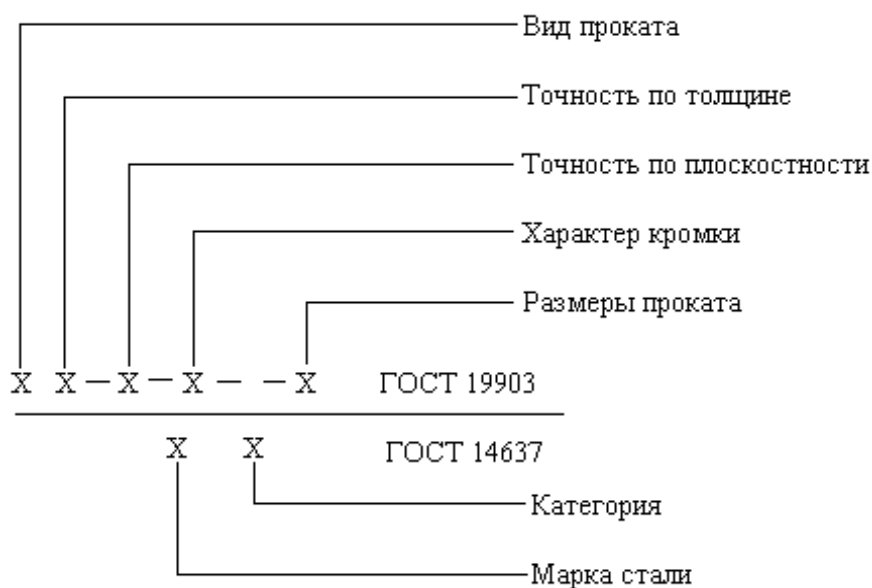 Вид проката
Точность по толщине
Точность по плоскостности
Характер кромки
Размеры проката
X X — X — X — — X ГОСТ 19903
X X ГОСТ 14637
Категория
Марка стали